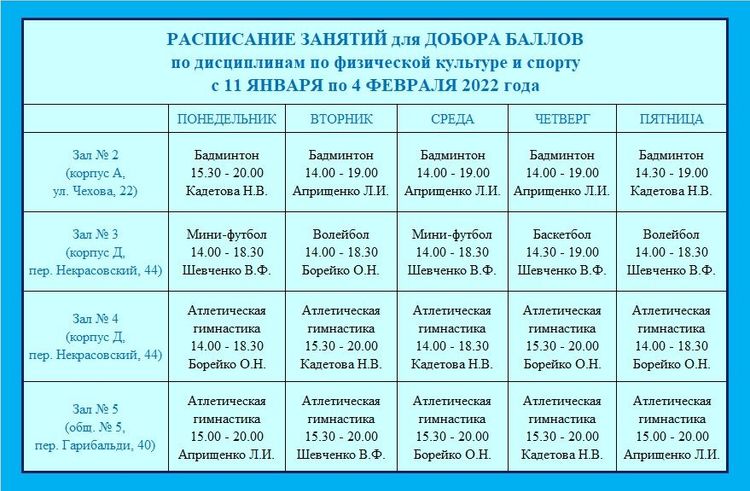 РАСПИСАНИЕ ЗАНЯТИЙ для ДОБОРА БАЛЛОВ
по дисциплинам по физической культуре и спорту
с 11 ЯНВАРЯ по 4 ФЕВРАЛЯ 2022 года
ПОНЕДЕЛЬНИК ВТОРНИК СРЕДА ЧЕТВЕРГ ПЯТНИЦА
Зал № 2
(корпус А,
ул. Чехова, 22)
Бадминтон
15.30 - 20.00
Кадетова Н.В.
Бадминтон
14.00 - 19.00
Априщенко Л.И.
Бадминтон
14.00 - 19.00
Априщенко Л.И.
Бадминтон
14.00 - 19.00
Априщенко Л.И.
Бадминтон
14.30 - 19.00
Кадетова Н.В.
Зал № 3
(корпус Д,
пер. Некрасовский, 44)
Мини-футбол
14.00 - 18.30
Шевченко В.Ф.
Волейбол
14.00 - 18.30
Борейко О.Н.
Мини-футбол
14.00 - 18.30
Шевченко В.Ф.
Баскетбол
14.30 - 19.00
Шевченко В.Ф.
Волейбол
14.00 - 18.30
Шевченко В.Ф.
Зал № 4
(корпус Д,
пер. Некрасовский, 44)
Атлетическая
гимнастика
14.00 - 18.30
Борейко О.Н.
Атлетическая
гимнастика
15.30 - 20.00
Кадетова Н.В.
Атлетическая
гимнастика
14.00 - 18.30
Кадетова Н.В.
Атлетическая
гимнастика
15.30 - 20.00
Борейко О.Н.
Атлетическая
гимнастика
14.00 - 18.30
Борейко О.Н.
Зал № 5
(общ. № 5,
пер. Гарибальди, 40)
Атлетическая
гимнастика
15.00 - 20.00
Априщенко Л.И.
Атлетическая
гимнастика
15.00 - 20.00
Шевченко В.Ф.
Атлетическая
гимнастика
15.30 - 20.00
Борейко О.Н.
Атлетическая
гимнастика
15.00 - 20.00
Кадетова Н.В.
Атлетическая
гимнастика
15.00 - 20.00
Априщенко Л.И.